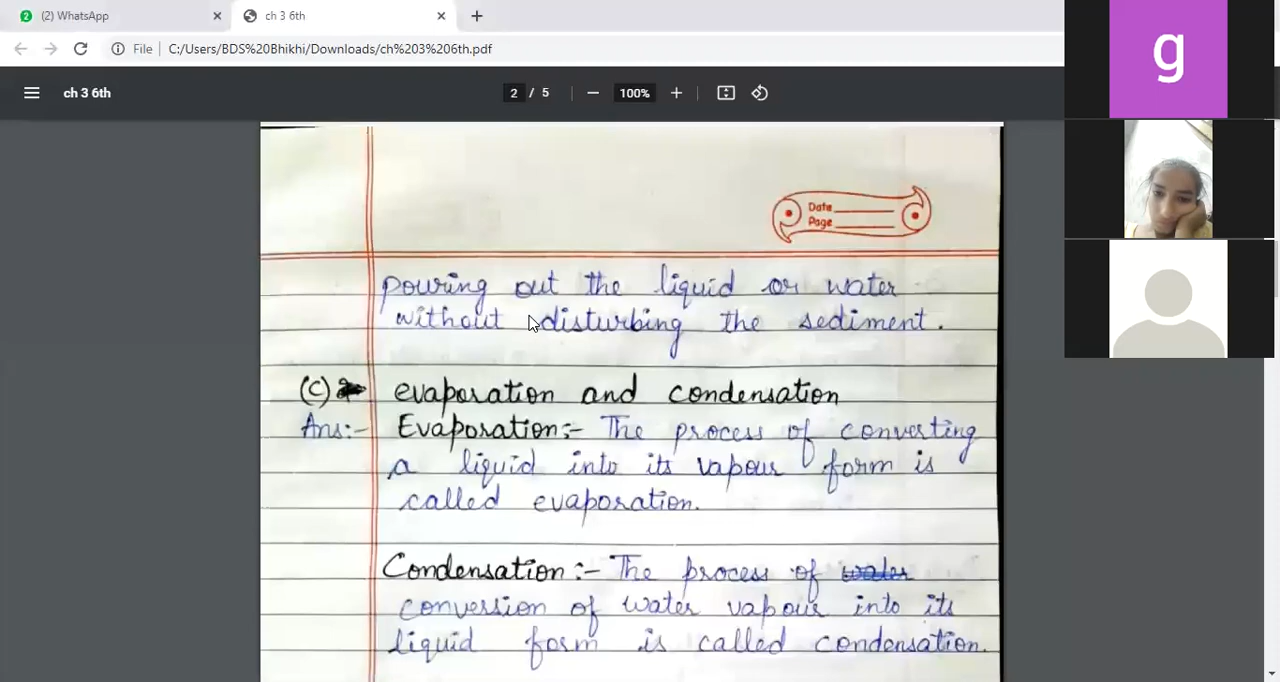 2 (2) WhatsApp
ch 3 6th
File C:/Users/BDS%20Bhikhi/Downloads/ch%203%206th.pdf
ch 3 6th
2 / 5
100%
g
Date
Page
pouring out the liquid or water
without disturbing the sediment.
(C) evaporation and condensation
Ans:- Evaporation:- The process of converting
a liquid into its vapour form is
called evaporation.
Condensation:- The process of water
conversion of water vapour into its
liquid form is called condensation.